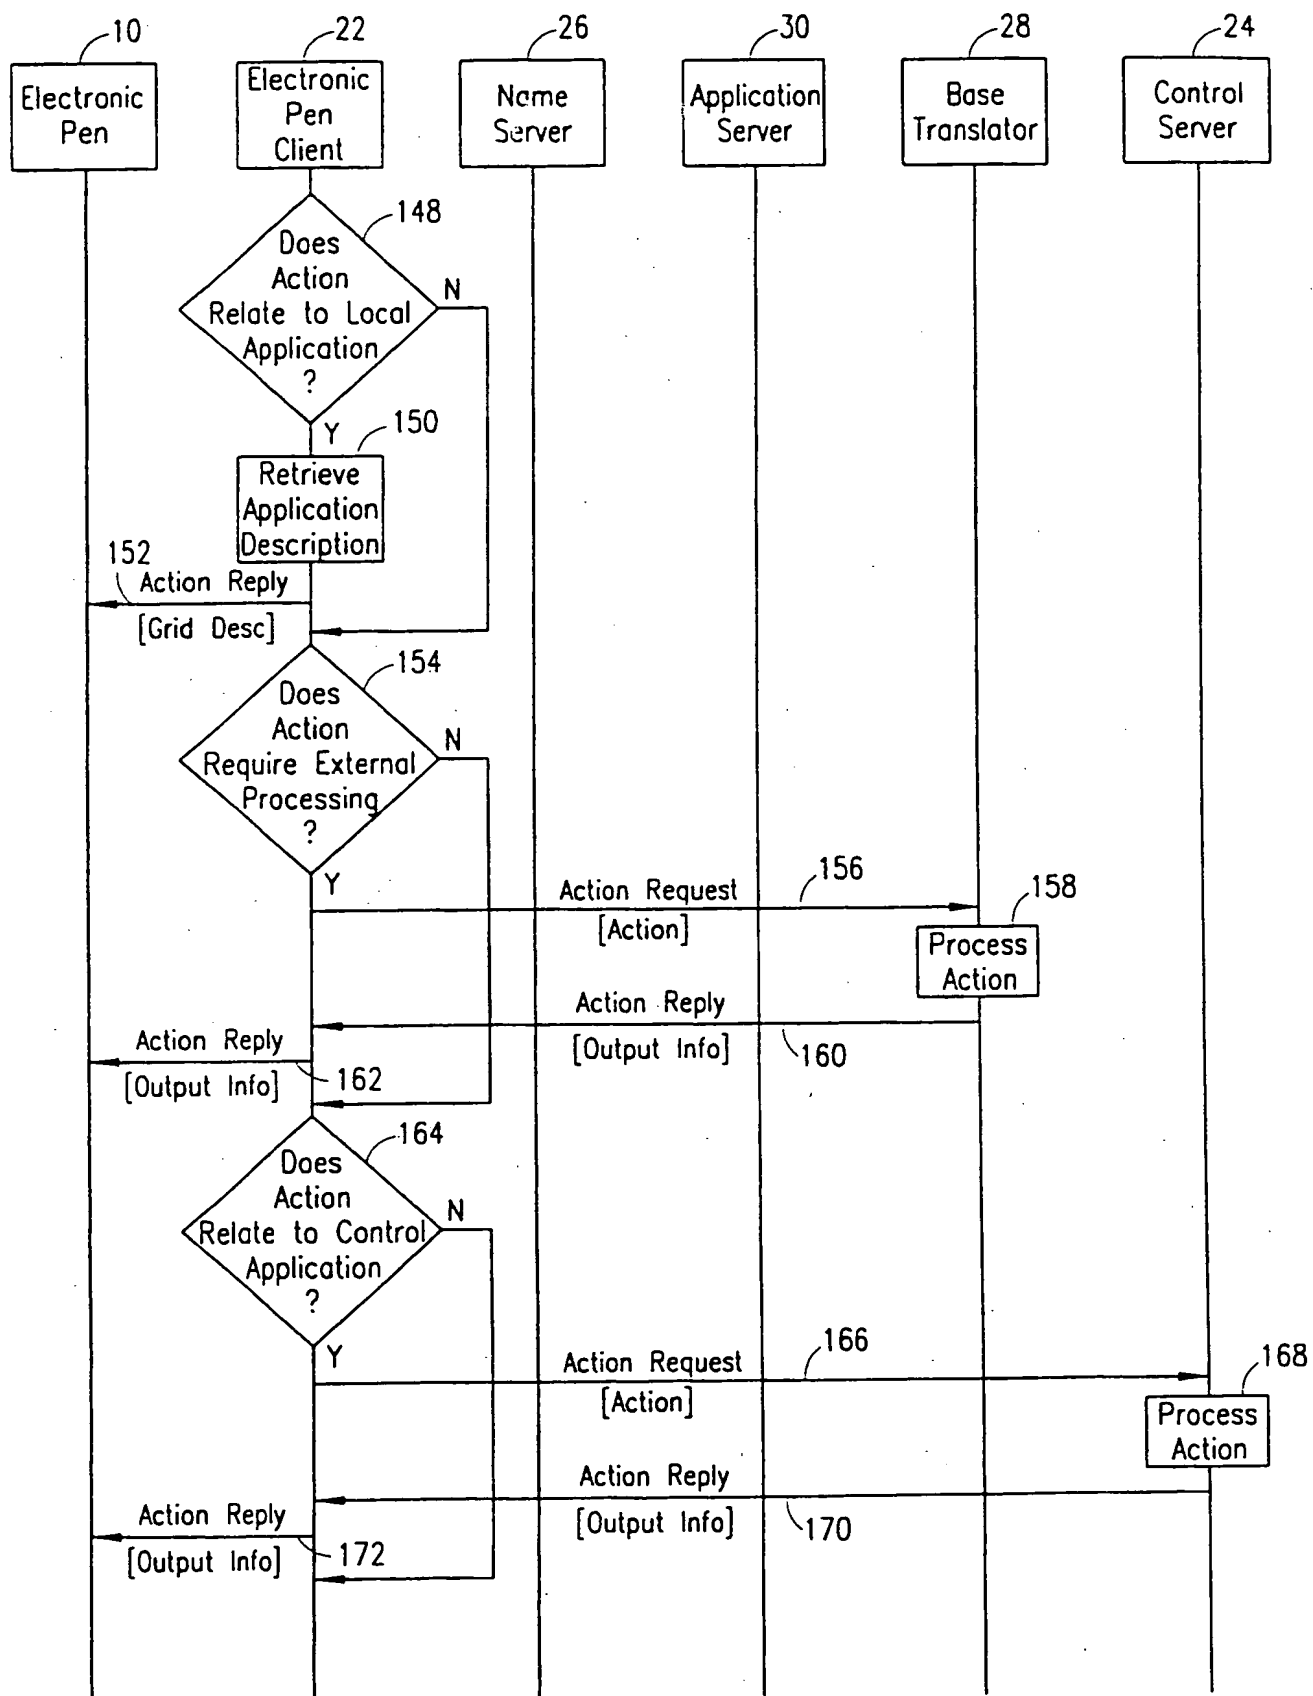 10
22
26
30
28
24
Electronic
Pen
Electronic
Pen
Client
Name
Server
Application
Server
Base
Translator
Control
Server
148
Does
Action
Relate to Local
Application
?
N
Y
150
Retrieve
Application
Description
152
Action Reply
[Grid Desc]
154
Does
Action
Require External
Processing
?
N
Y
Action Request
156
[Action]
158
Process
Action
Action Reply
[Output Info]
160
Action Reply
[Output Info]
162
164
Does
Action
Relate to Control
Application
?
N
Y
Action Request
166
[Action]
168
Process
Action
Action Reply
[Output Info]
170
Action Reply
[Output Info]
172